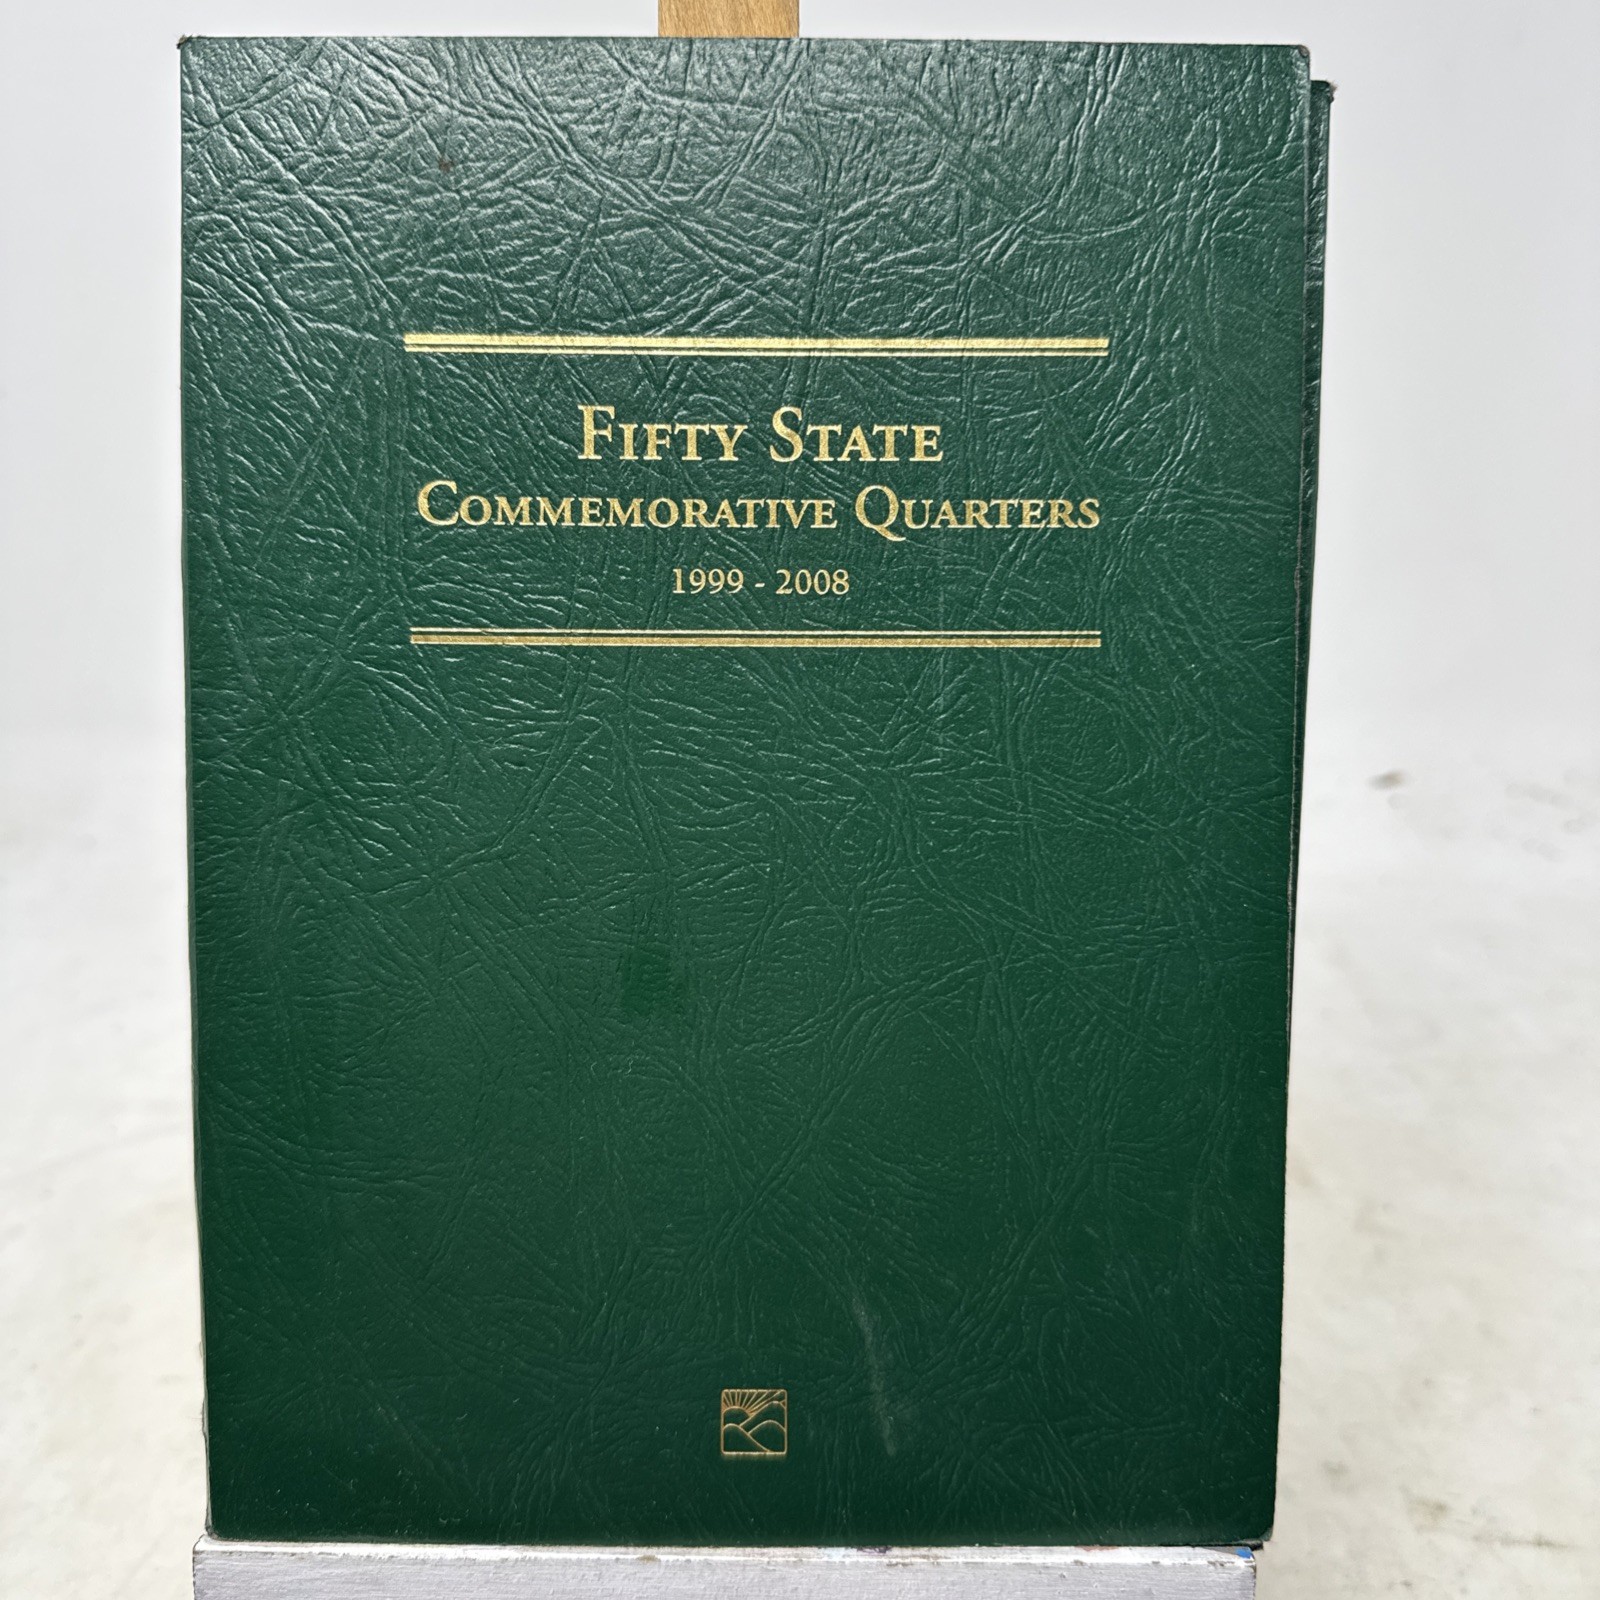 Fifty State
Commemorative Quarters
1999 - 2008